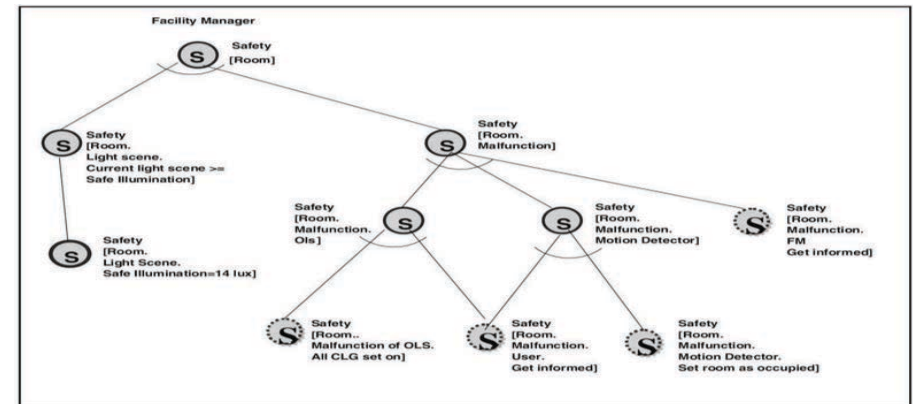 Facility Manager
S
Safety
[Room]
S
Safety
[Room.
Light scene.
Current light scene >=
Safe Illumination]
S
Safety
[Room.
Malfunction]
Safety
[Room.
Malfunction.
Ols]
S
S
Safety
[Room.
Malfunction.
Motion Detector]
S
Safety
[Room.
Malfunction.
FM
Get informed]
S
Safety
[Room.
Light Scene.
Safe Illumination=14 lux]
S
Safety
[Room..
Malfunction of OLS.
All CLG set on]
S
Safety
[Room.
Malfunction.
User.
Get informed]
S
Safety
[Room.
Malfunction.
Motion Detector.
Set room as occupied]